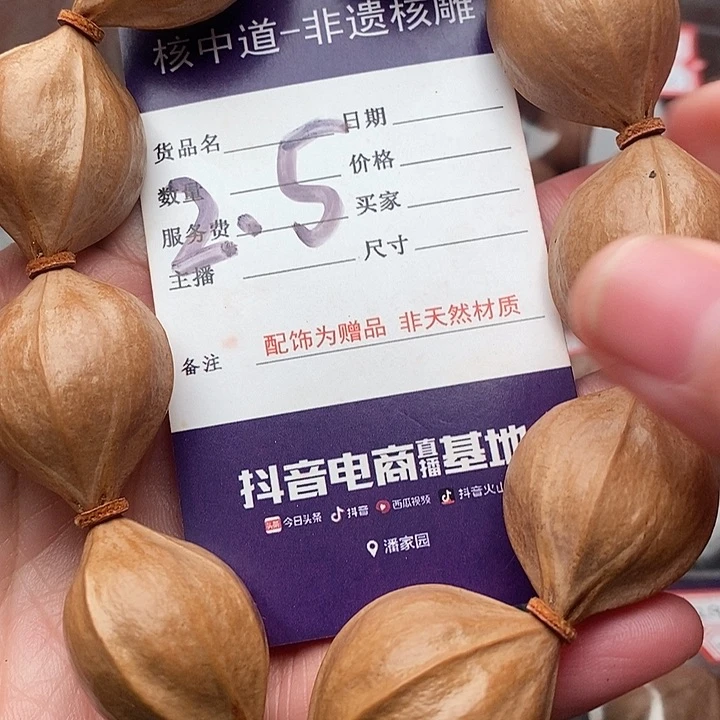 核中道-非遗核雕
货品名 日期
数量 价格
服务费 买家
主播 尺寸
2.5
备注 配饰为赠品 非天然材质
抖音电商直播基地
今日头条 抖音 西瓜视频 抖音火山
潘家园